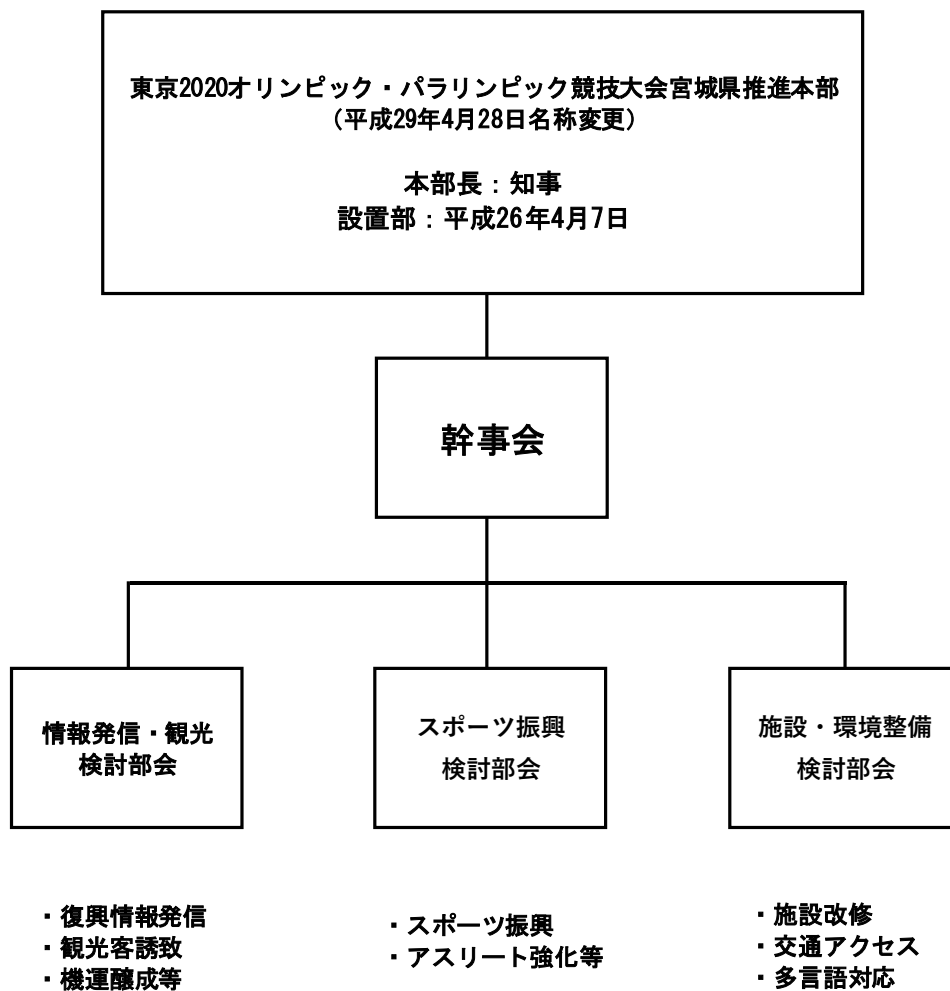 東京2020オリンピック・パラリンピック競技大会宮城県推進本部
(平成29年4月28日名称変更)
本部長：知事
設置部：平成26年4月7日
幹事会
情報発信・観光
検討部会
スポーツ振興
検討部会
施設・環境整備
検討部会
・復興情報発信
・観光客誘致
・機運醸成等
・スポーツ振興
・アスリート強化等
・施設改修
・交通アクセス
・多言語対応